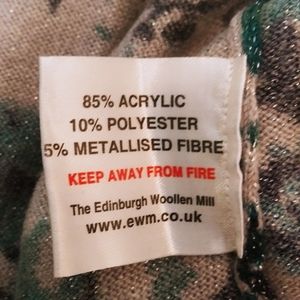 85% ACRYLIC
10% POLYESTER
5% METALLISED FIBRE
KEEP AWAY FROM FIRE
The Edinburgh Woollen Mill
www.ewm.co.uk